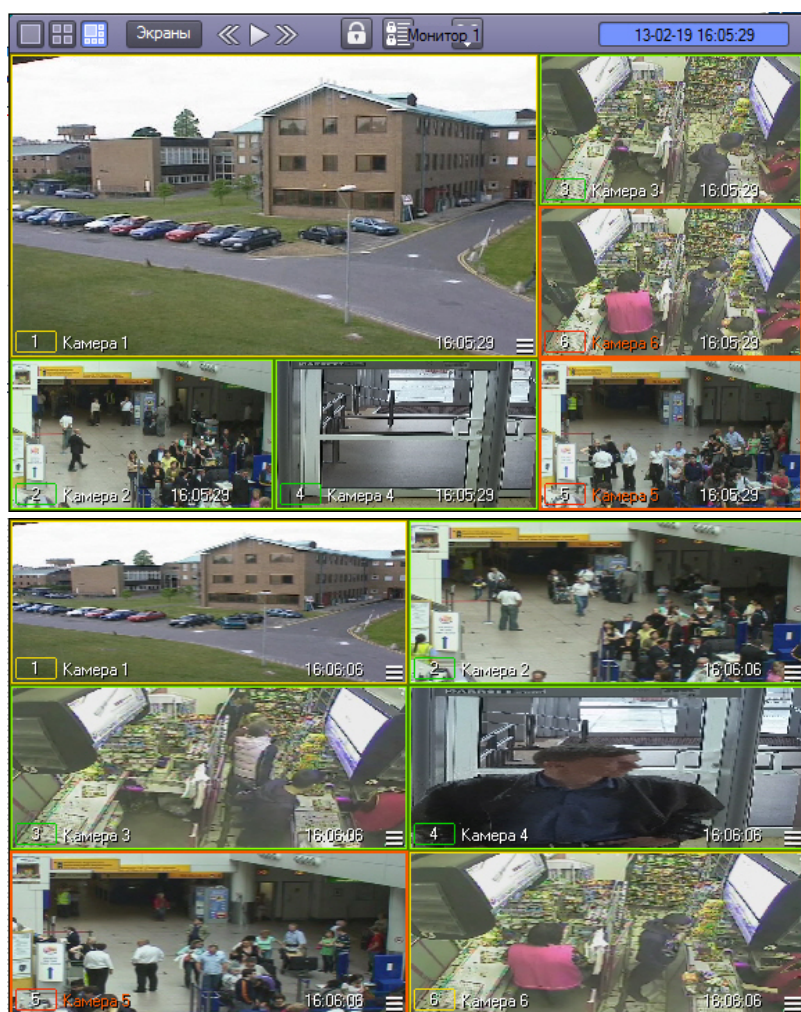 Экраны Монитор 1 13-02-19 16:05:29
3 Камера 3 16:05:29
6 Камера 6 16:05:29
1 Камера 1 16:05:29
2 Камера 2 16:05:29
4 Камера 4 16:05:29
5 Камера 5 16:05:29
1 Камера 1 16:06:06
2 Камера 2 16:06:06
3 Камера 3 16:06:06
4 Камера 4 16:06:06
5 Камера 5 16:06:06
6 Камера 6 16:06:06